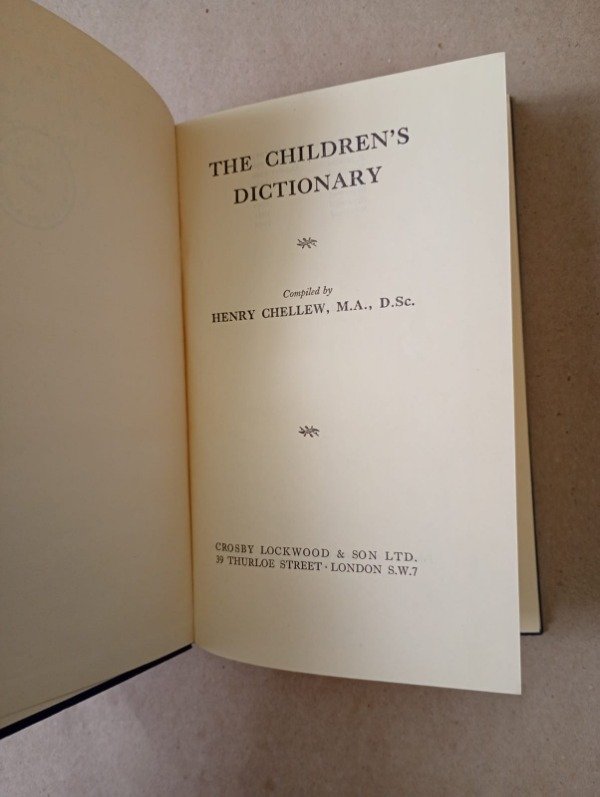 THE CHILDREN'S
DICTIONARY
Compiled by
HENRY CHELLEW, M.A., D.Sc.
CROSBY LOCKWOOD & SON LTD.
39 THURLOE STREET · LONDON S.W.7